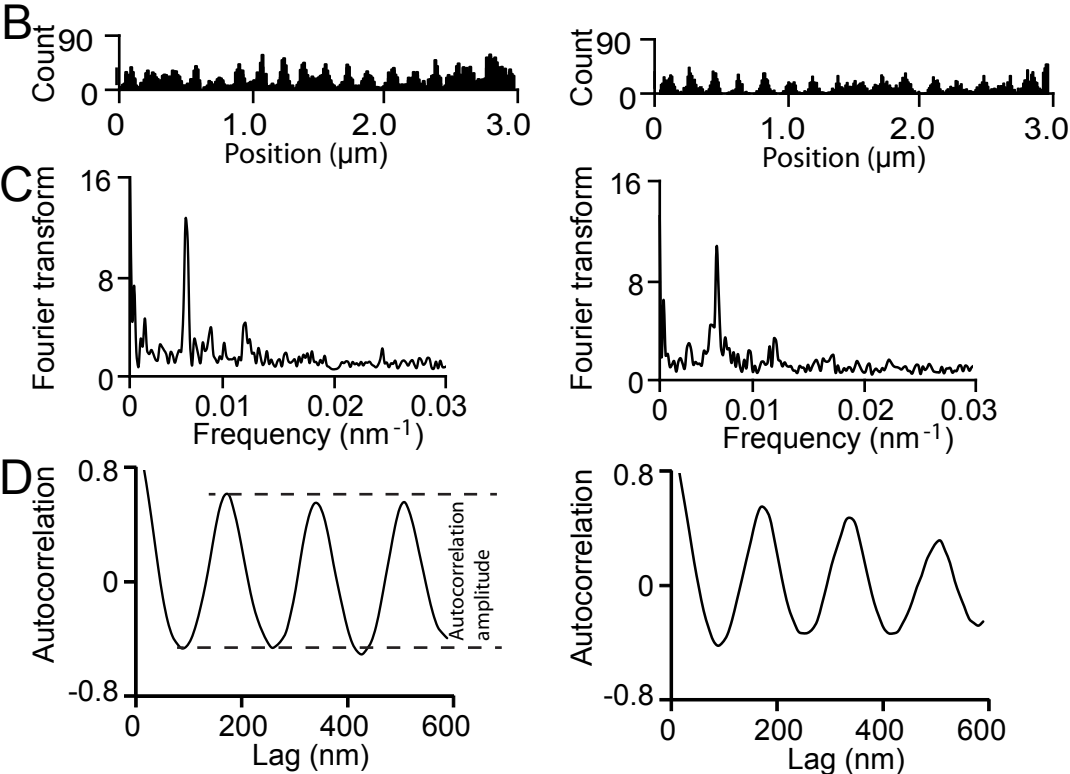 B
Count
90
0
0 1.0 2.0 3.0
Position (µm)
Count
90
0
0 1.0 2.0 3.0
Position (µm)
C
Fourier transform
16
8
0
0 0.01 0.02 0.03
Frequency (nm-1)
Fourier transform
16
8
0
0 0.01 0.02 0.03
Frequency (nm-1)
D
Autocorrelation
0.8
0
-0.8
0 200 400 600
Lag (nm)
Autocorrelation
amplitude
Autocorrelation
0.8
0
-0.8
0 200 400 600
Lag (nm)